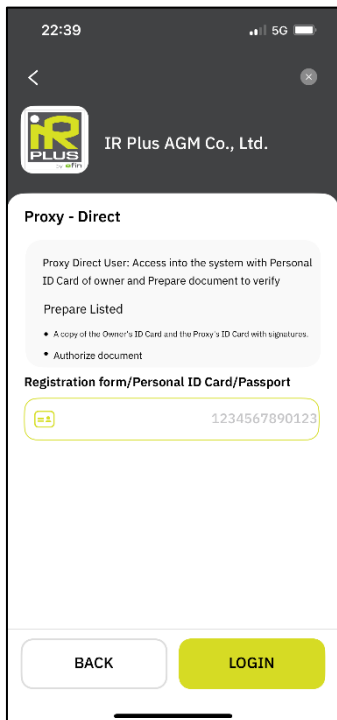 22:39
5G
iR
PLUS
by efin
IR Plus AGM Co., Ltd.
Proxy - Direct
Proxy Direct User: Access into the system with Personal
ID Card of owner and Prepare document to verify
Prepare Listed
• A copy of the Owner's ID Card and the Proxy's ID Card with signatures.
• Authorize document
Registration form/Personal ID Card/Passport
1234567890123
BACK
LOGIN